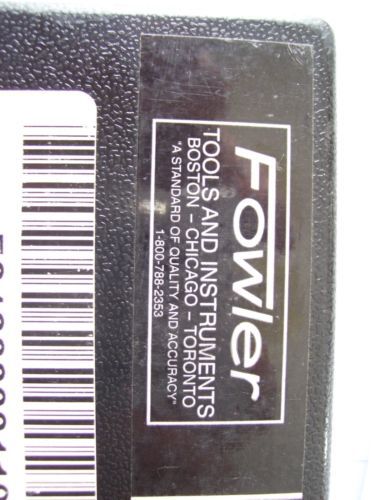 Fowler
TOOLS AND INSTRUMENTS
BOSTON – CHICAGO – TORONTO
"A STANDARD OF QUALITY AND ACCURACY"
1-800-788-2353